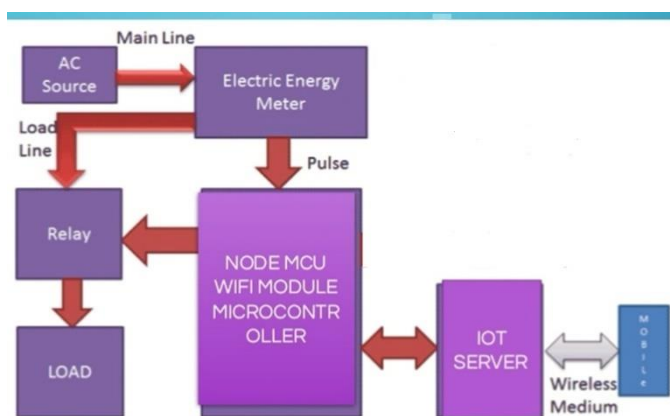 Main Line
AC
Source
Electric Energy
Meter
Load
Line
Pulse
Relay
NODE MCU
WIFI MODULE
MICROCONTR
OLLER
LOAD
IOT
SERVER
Wireless
Medium
M
O
B
I
L
e